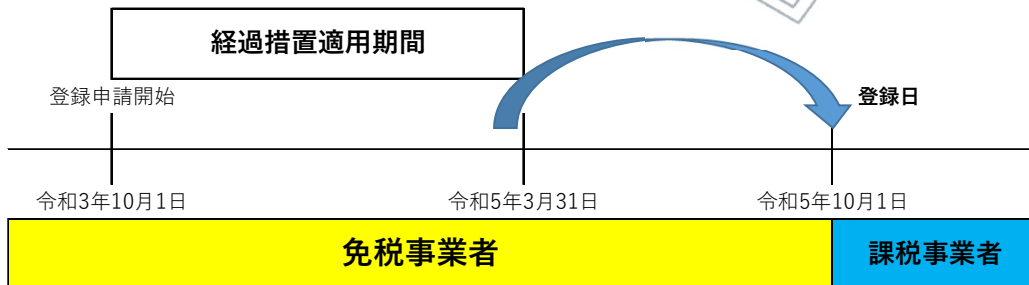 経過措置適用期間
登録申請開始
登録日
令和3年10月1日
令和5年3月31日
令和5年10月1日
免税事業者
課税事業者